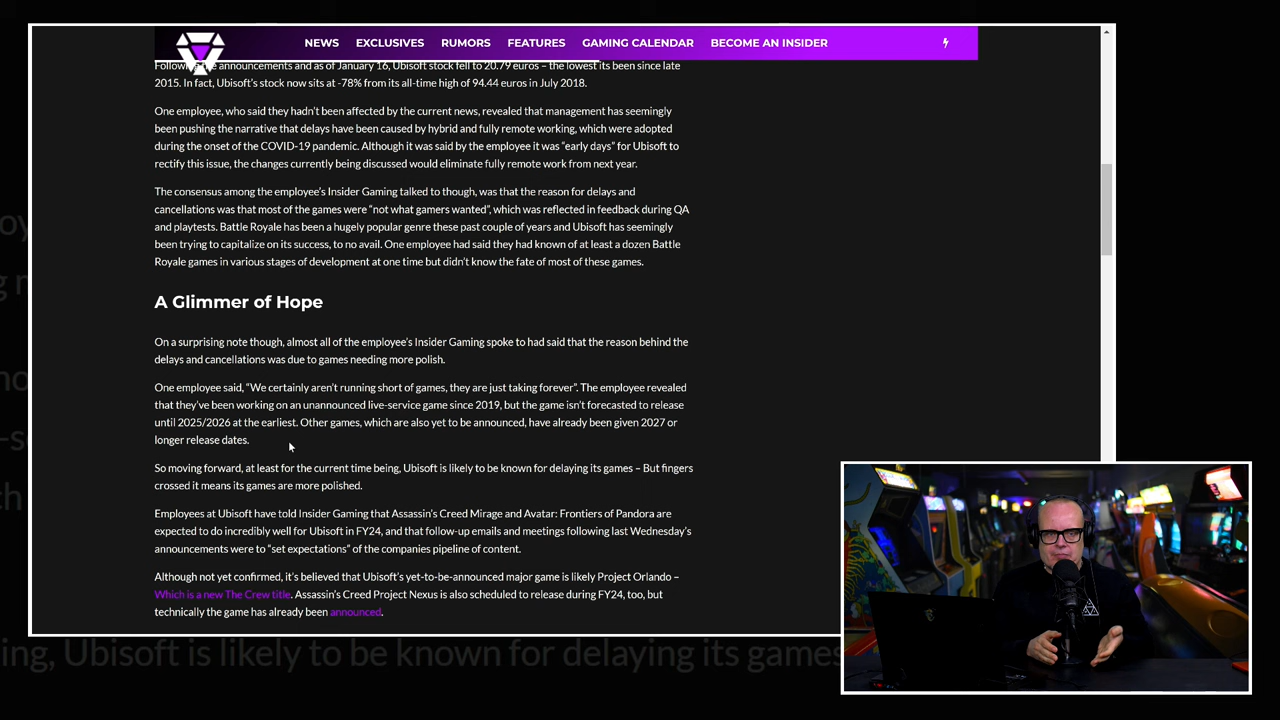 NEWS EXCLUSIVES RUMORS FEATURES GAMING CALENDAR BECOME AN INSIDER
announcements and as of January 16, Ubisoft stock fell to 20.79 euros – the lowest its been since late
2015. In fact, Ubisoft's stock now sits at -78% from its all-time high of 94.44 euros in July 2018.
One employee, who said they hadn't been affected by the current news, revealed that management has seemingly
been pushing the narrative that delays have been caused by hybrid and fully remote working, which were adopted
during the onset of the COVID-19 pandemic. Although it was said by the employee it was “early days” for Ubisoft to
rectify this issue, the changes currently being discussed would eliminate fully remote work from next year.
The consensus among the employee's Insider Gaming talked to though, was that the reason for delays and
cancellations was that most of the games were “not what gamers wanted”, which was reflected in feedback during QA
and playtests. Battle Royale has been a hugely popular genre these past couple of years and Ubisoft has seemingly
been trying to capitalize on its success, to no avail. One employee had said they had known of at least a dozen Battle
Royale games in various stages of development at one time but didn't know the fate of most of these games.
A Glimmer of Hope
On a surprising note though, almost all of the employee's Insider Gaming spoke to had said that the reason behind the
delays and cancellations was due to games needing more polish.
One employee said, “We certainly aren't running short of games, they are just taking forever”. The employee revealed
that they've been working on an unannounced live-service game since 2019, but the game isn't forecasted to release
until 2025/2026 at the earliest. Other games, which are also yet to be announced, have already been given 2027 or
longer release dates.
So moving forward, at least for the current time being, Ubisoft is likely to be known for delaying its games – But fingers
crossed it means its games are more polished.
Employees at Ubisoft have told Insider Gaming that Assassin's Creed Mirage and Avatar: Frontiers of Pandora are
expected to do incredibly well for Ubisoft in FY24, and that follow-up emails and meetings following last Wednesday's
announcements were to “set expectations” of the companies pipeline of content.
Although not yet confirmed, it's believed that Ubisoft's yet-to-be-announced major game is likely Project Orlando –
Which is a new The Crew title. Assassin's Creed Project Nexus is also scheduled to release during FY24, too, but
technically the game has already been announced.
ing, Ubisoft is likely to be known for delaying its games